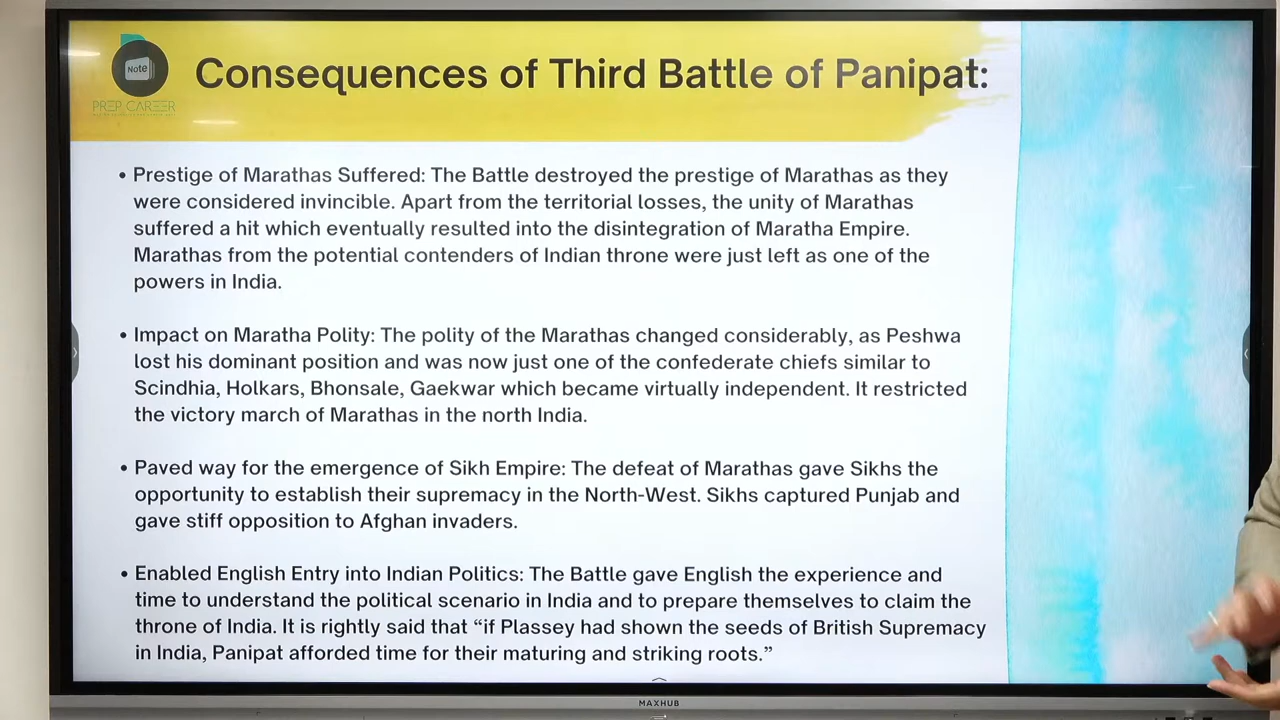 Note
PREP CAREER
Consequences of Third Battle of Panipat:
• Prestige of Marathas Suffered: The Battle destroyed the prestige of Marathas as they
were considered invincible. Apart from the territorial losses, the unity of Marathas
suffered a hit which eventually resulted into the disintegration of Maratha Empire.
Marathas from the potential contenders of Indian throne were just left as one of the
powers in India.
• Impact on Maratha Polity: The polity of the Marathas changed considerably, as Peshwa
lost his dominant position and was now just one of the confederate chiefs similar to
Scindhia, Holkars, Bhonsale, Gaekwar which became virtually independent. It restricted
the victory march of Marathas in the north India.
• Paved way for the emergence of Sikh Empire: The defeat of Marathas gave Sikhs the
opportunity to establish their supremacy in the North-West. Sikhs captured Punjab and
gave stiff opposition to Afghan invaders.
• Enabled English Entry into Indian Politics: The Battle gave English the experience and
time to understand the political scenario in India and to prepare themselves to claim the
throne of India. It is rightly said that “if Plassey had shown the seeds of British Supremacy
in India, Panipat afforded time for their maturing and striking roots.”
MAXHUB